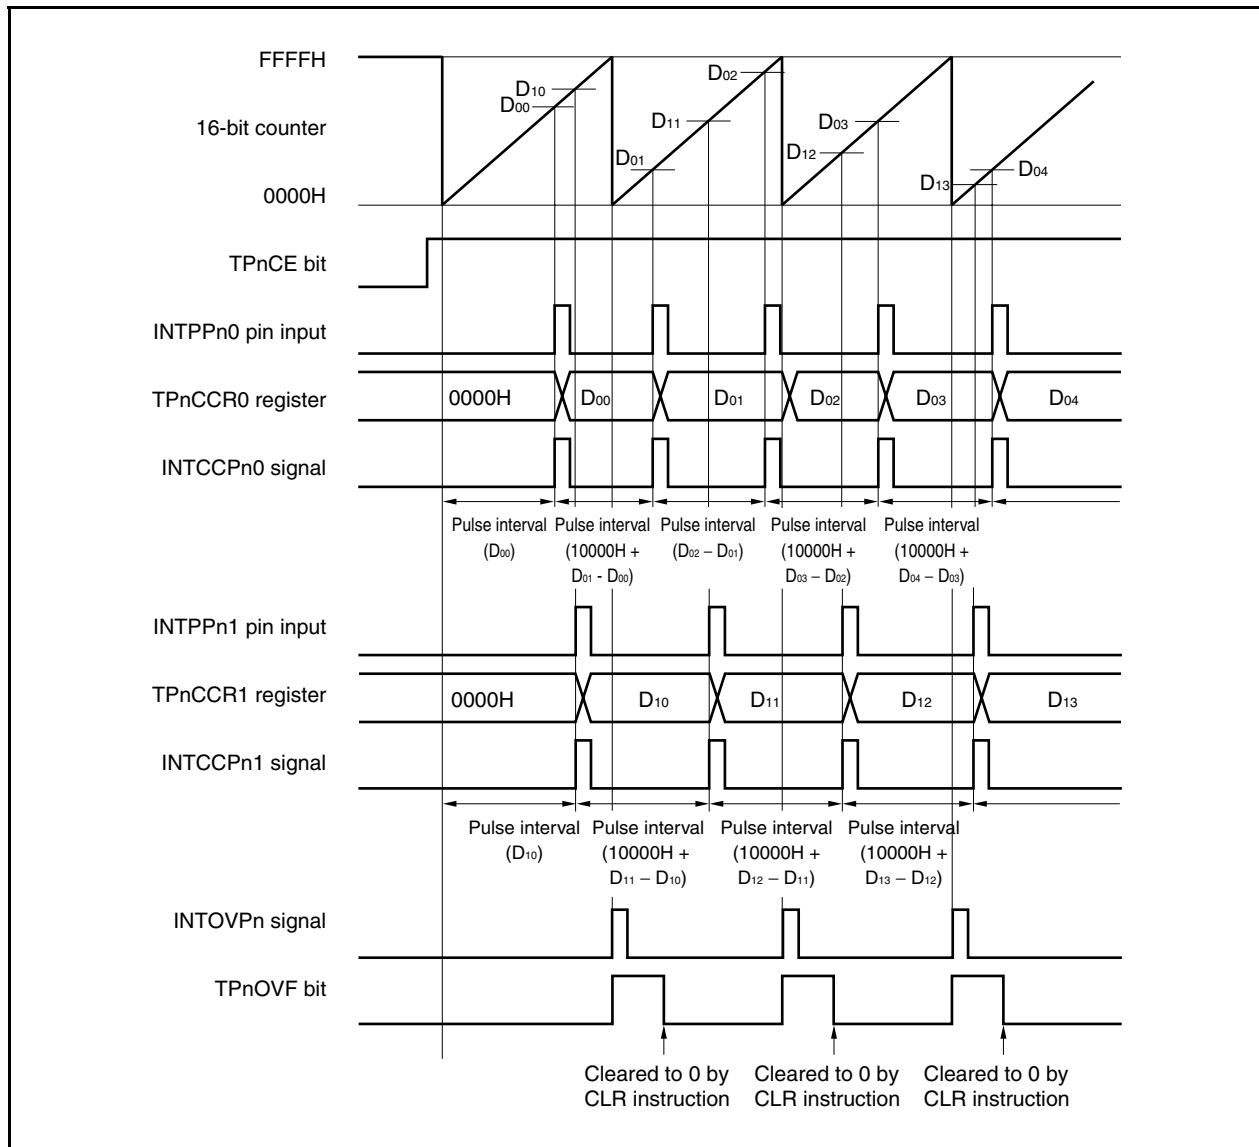 FFFFH
D02
D10
D00
D11
D03
16-bit counter
D12
D01
D13
D04
0000H
TPnCE bit
INTPPn0 pin input
TPnCCR0 register
0000H
D00
D01
D02
D03
D04
INTCCPn0 signal
Pulse interval
(D00)
Pulse interval
(10000H +
D01 - D00)
Pulse interval
(D02 – D01)
Pulse interval
(10000H +
D03 – D02)
Pulse interval
(10000H +
D04 – D03)
INTPPn1 pin input
TPnCCR1 register
0000H
D10
D11
D12
D13
INTCCPn1 signal
Pulse interval
(D10)
Pulse interval
(10000H +
D11 – D10)
Pulse interval
(10000H +
D12 – D11)
Pulse interval
(10000H +
D13 – D12)
INTOVPn signal
TPnOVF bit
Cleared to 0 by
CLR instruction
Cleared to 0 by
CLR instruction
Cleared to 0 by
CLR instruction